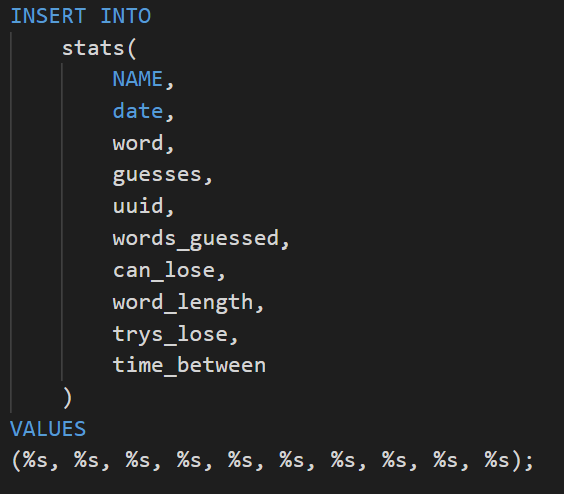 INSERT INTO
stats(
NAME,
date,
word,
guesses,
uuid,
words_guessed,
can_lose,
word_length,
trys_lose,
time_between
)
VALUES
(%s, %s, %s, %s, %s, %s, %s, %s, %s, %s);